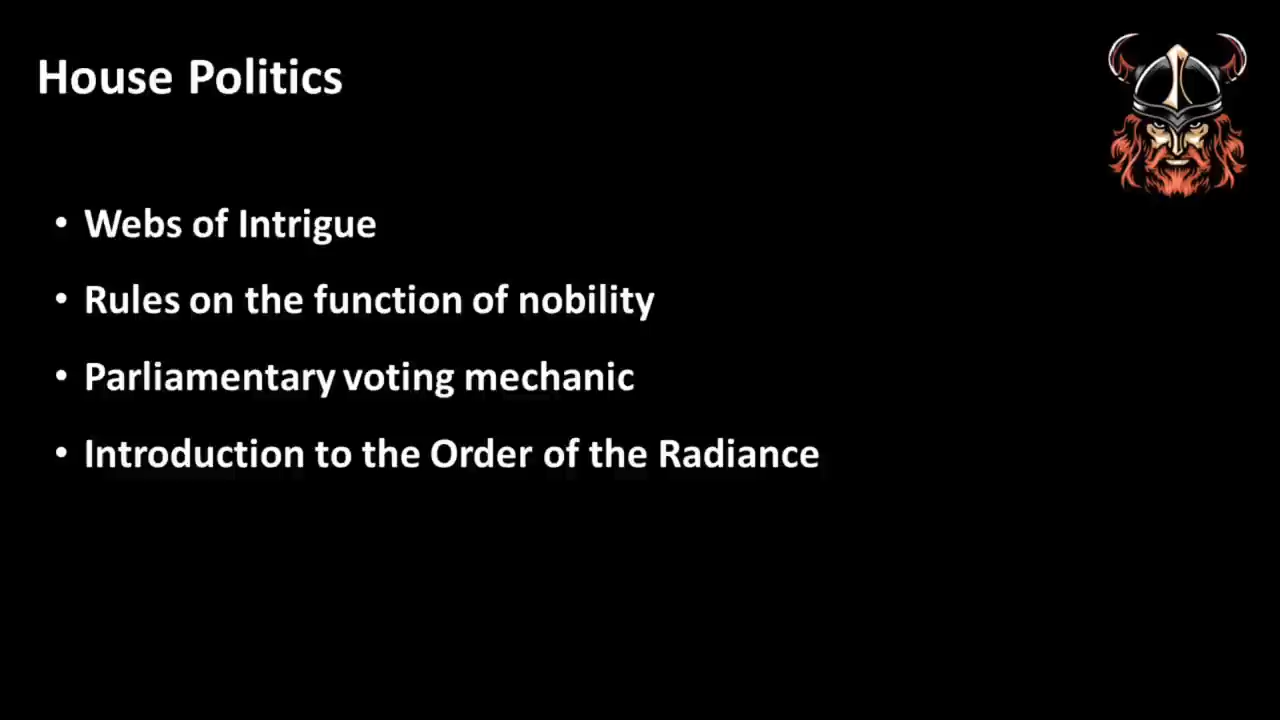 House Politics
• Webs of Intrigue
• Rules on the function of nobility
• Parliamentary voting mechanic
• Introduction to the Order of the Radiance